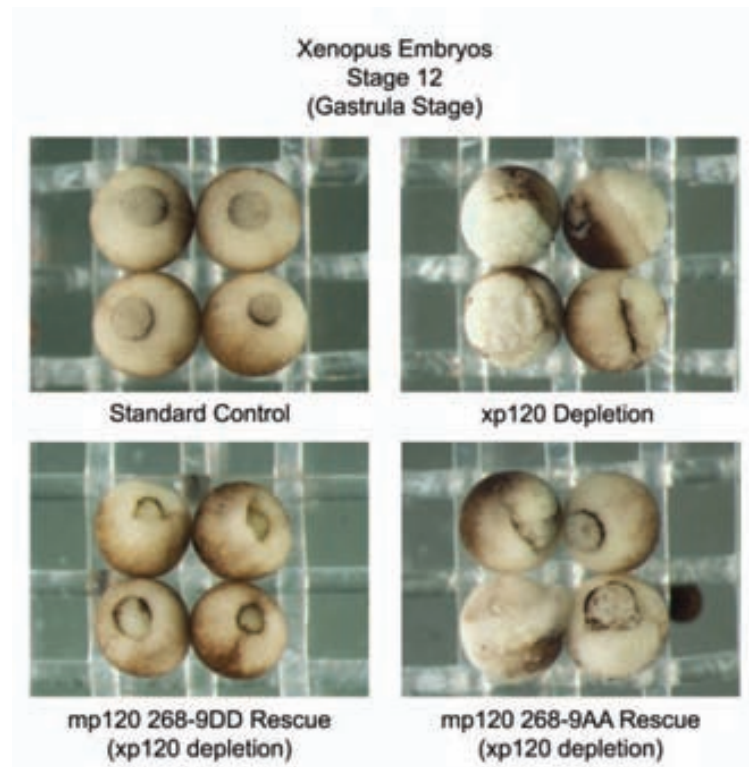 Xenopus Embryos
Stage 12
(Gastrula Stage)
Standard Control
xp120 Depletion
mp120 268-9DD Rescue
(xp120 depletion)
mp120 268-9AA Rescue
(xp120 depletion)